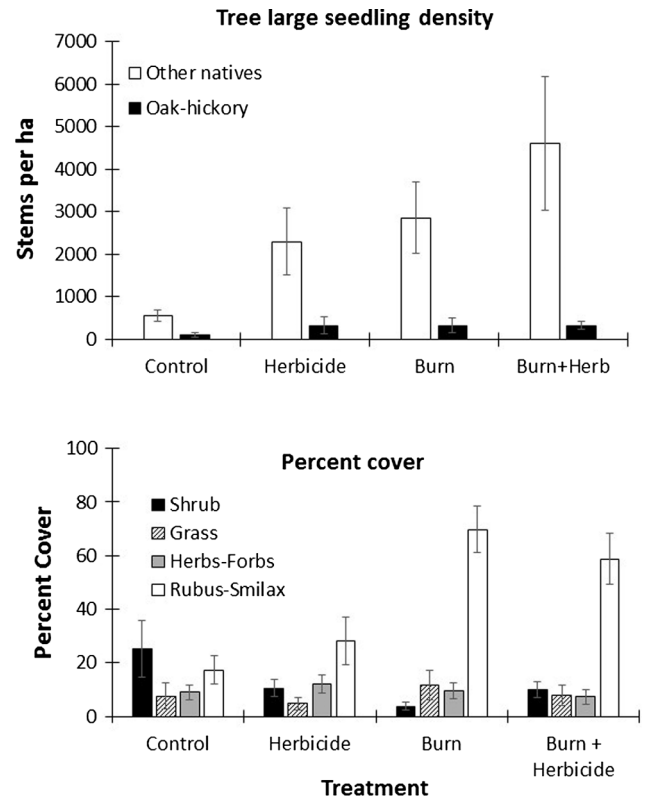 Tree large seedling density
7000
6000
5000
4000
3000
2000
1000
0
Stems per ha
Other natives
Oak-hickory
Control Herbicide Burn Burn+Herb
Percent cover
100
80
60
40
20
0
Percent Cover
Shrub
Grass
Herbs-Forbs
Rubus-Smilax
Control Herbicide Burn Burn +
Herbicide
Treatment